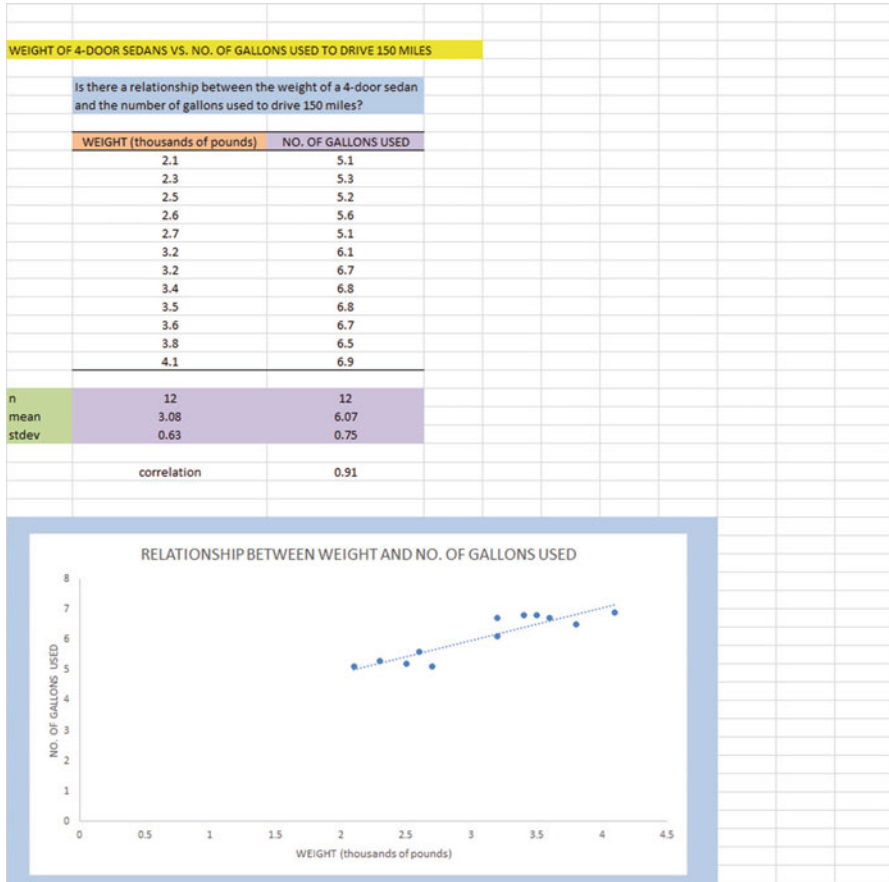 WEIGHT OF 4-DOOR SEDANS VS. NO. OF GALLONS USED TO DRIVE 150 MILES
Is there a relationship between the weight of a 4-door sedan
and the number of gallons used to drive 150 miles?
WEIGHT (thousands of pounds) NO. OF GALLONS USED
2.1 5.1
2.3 5.3
2.5 5.2
2.6 5.6
2.7 5.1
3.2 6.1
3.2 6.7
3.4 6.8
3.5 6.8
3.6 6.7
3.8 6.5
4.1 6.9
n 12 12
mean 3.08 6.07
stdev 0.63 0.75
correlation 0.91
RELATIONSHIP BETWEEN WEIGHT AND NO. OF GALLONS USED
NO. OF GALLONS USED
8
7
6
5
4
3
2
1
0
0 0.5 1 1.5 2 2.5 3 3.5 4 4.5
WEIGHT (thousands of pounds)